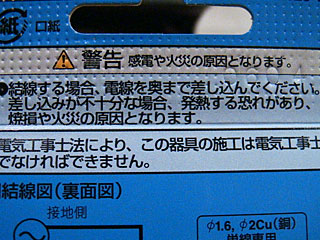 紙 口紙
警告 感電や火災の原因となります。
●結線する場合、電線を奥まで差し込んでください。
差し込みが不十分な場合、発熱する恐れがあり、
焼損や火災の原因となります。
電気工事士法により、この器具の施工は電気工事士
でなければできません。
結線図(裏面図)
接地側
φ1.6, φ2Cu(銅)
単線専用